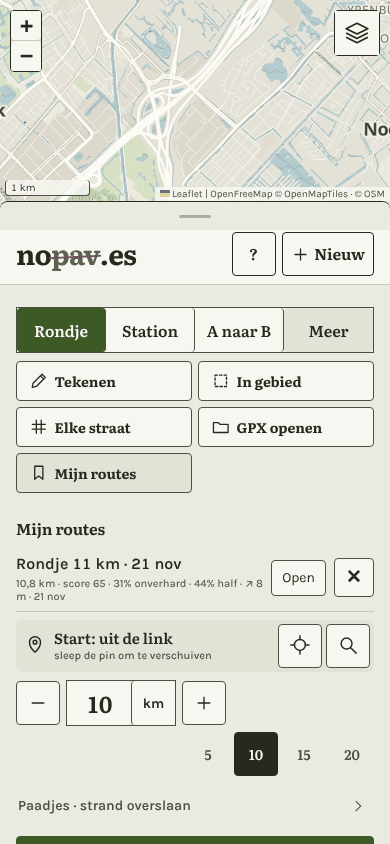 +
−
1 km
Leaflet | OpenFreeMap © OpenMapTiles · © OSM
nopav.es
?
+ Nieuw
Rondje
Station
A naar B
Meer
Tekenen
In gebied
Elke straat
GPX openen
Mijn routes
Mijn routes
Rondje 11 km · 21 nov
10,8 km · score 65 · 31% onverhard · 44% half · ↗ 8
m · 21 nov
Open
✕
Start: uit de link
sleep de pin om te verschuiven
−
10
km
+
5
10
15
20
Paadjes · strand overslaan